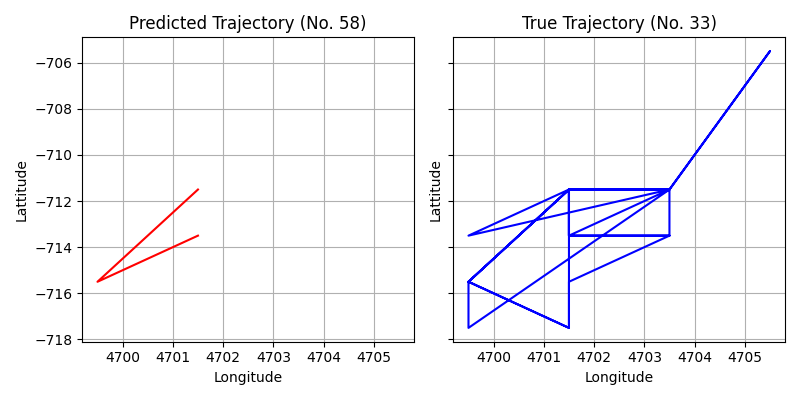 Predicted Trajectory (No. 58)
True Trajectory (No. 33)
Lattitude
−706
−708
−710
−712
−714
−716
−718
4700 4701 4702 4703 4704 4705
Longitude
Lattitude
4700 4701 4702 4703 4704 4705
Longitude